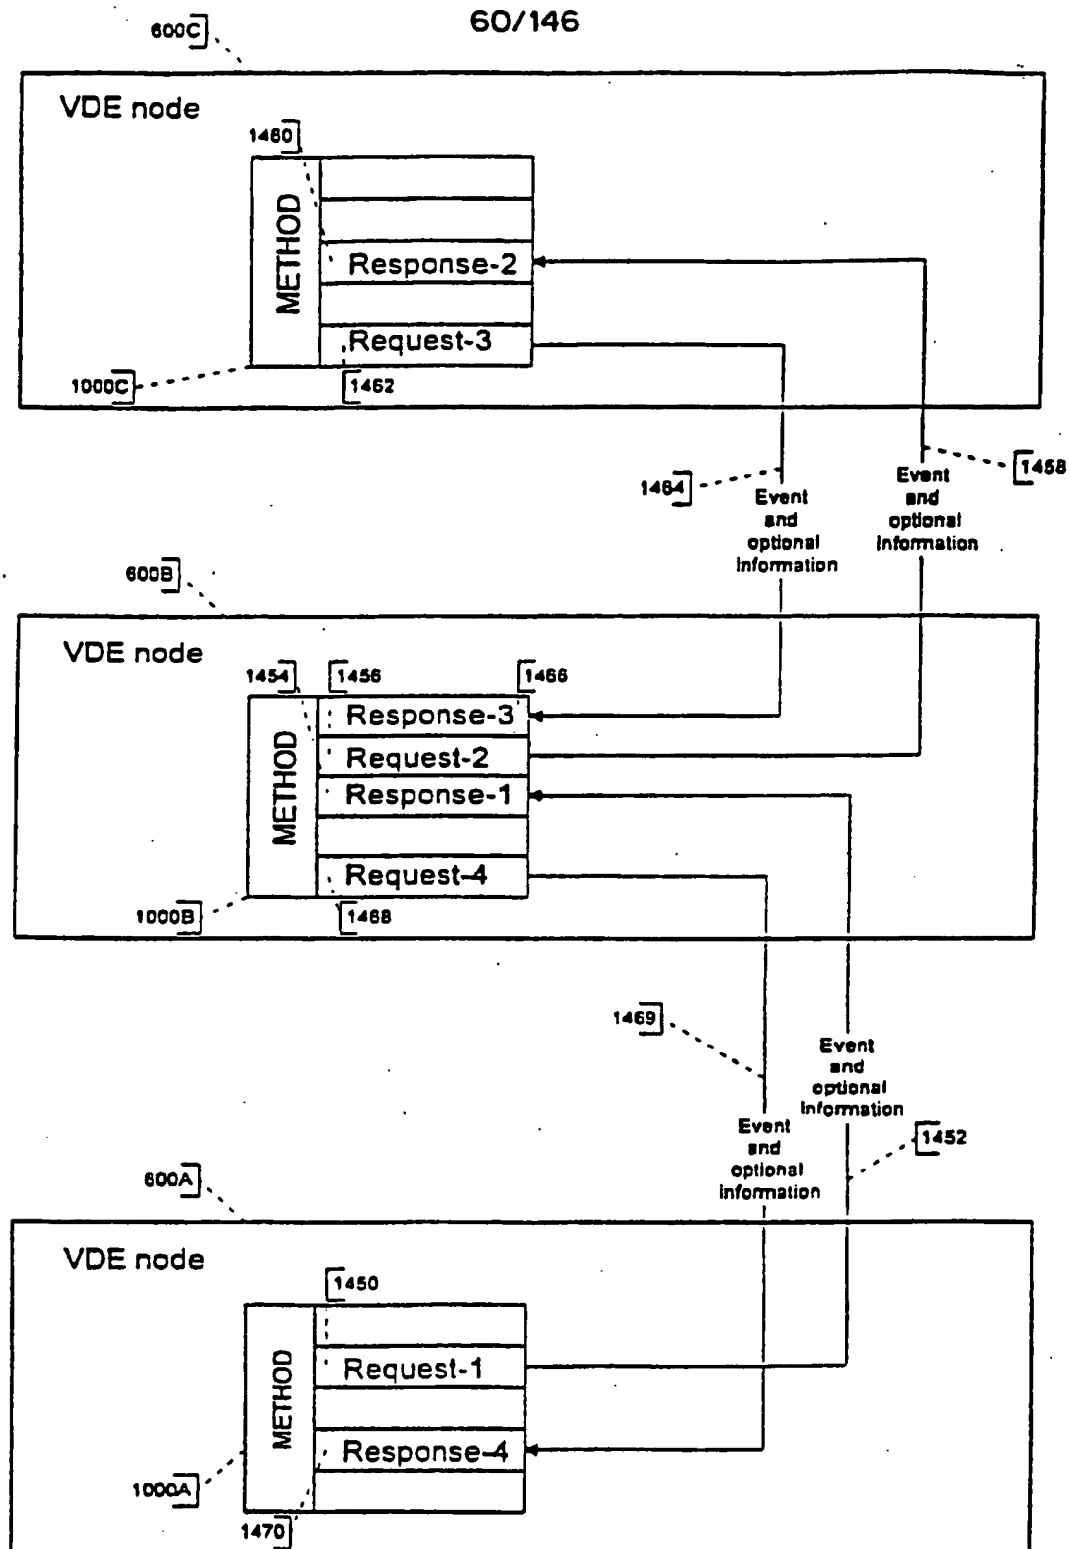 60/146
600C
VDE node
1460
METHOD
Response-2
Request-3
1000C
1462
1458
1464
Event
and
optional
information
Event
and
optional
information
600B
VDE node
1454
1456
1466
METHOD
Response-3
Request-2
Response-1
Request-4
1000B
1468
1469
Event
and
optional
information
Event
and
optional
information
1452
600A
VDE node
1450
METHOD
Request-1
Response-4
1000A
1470